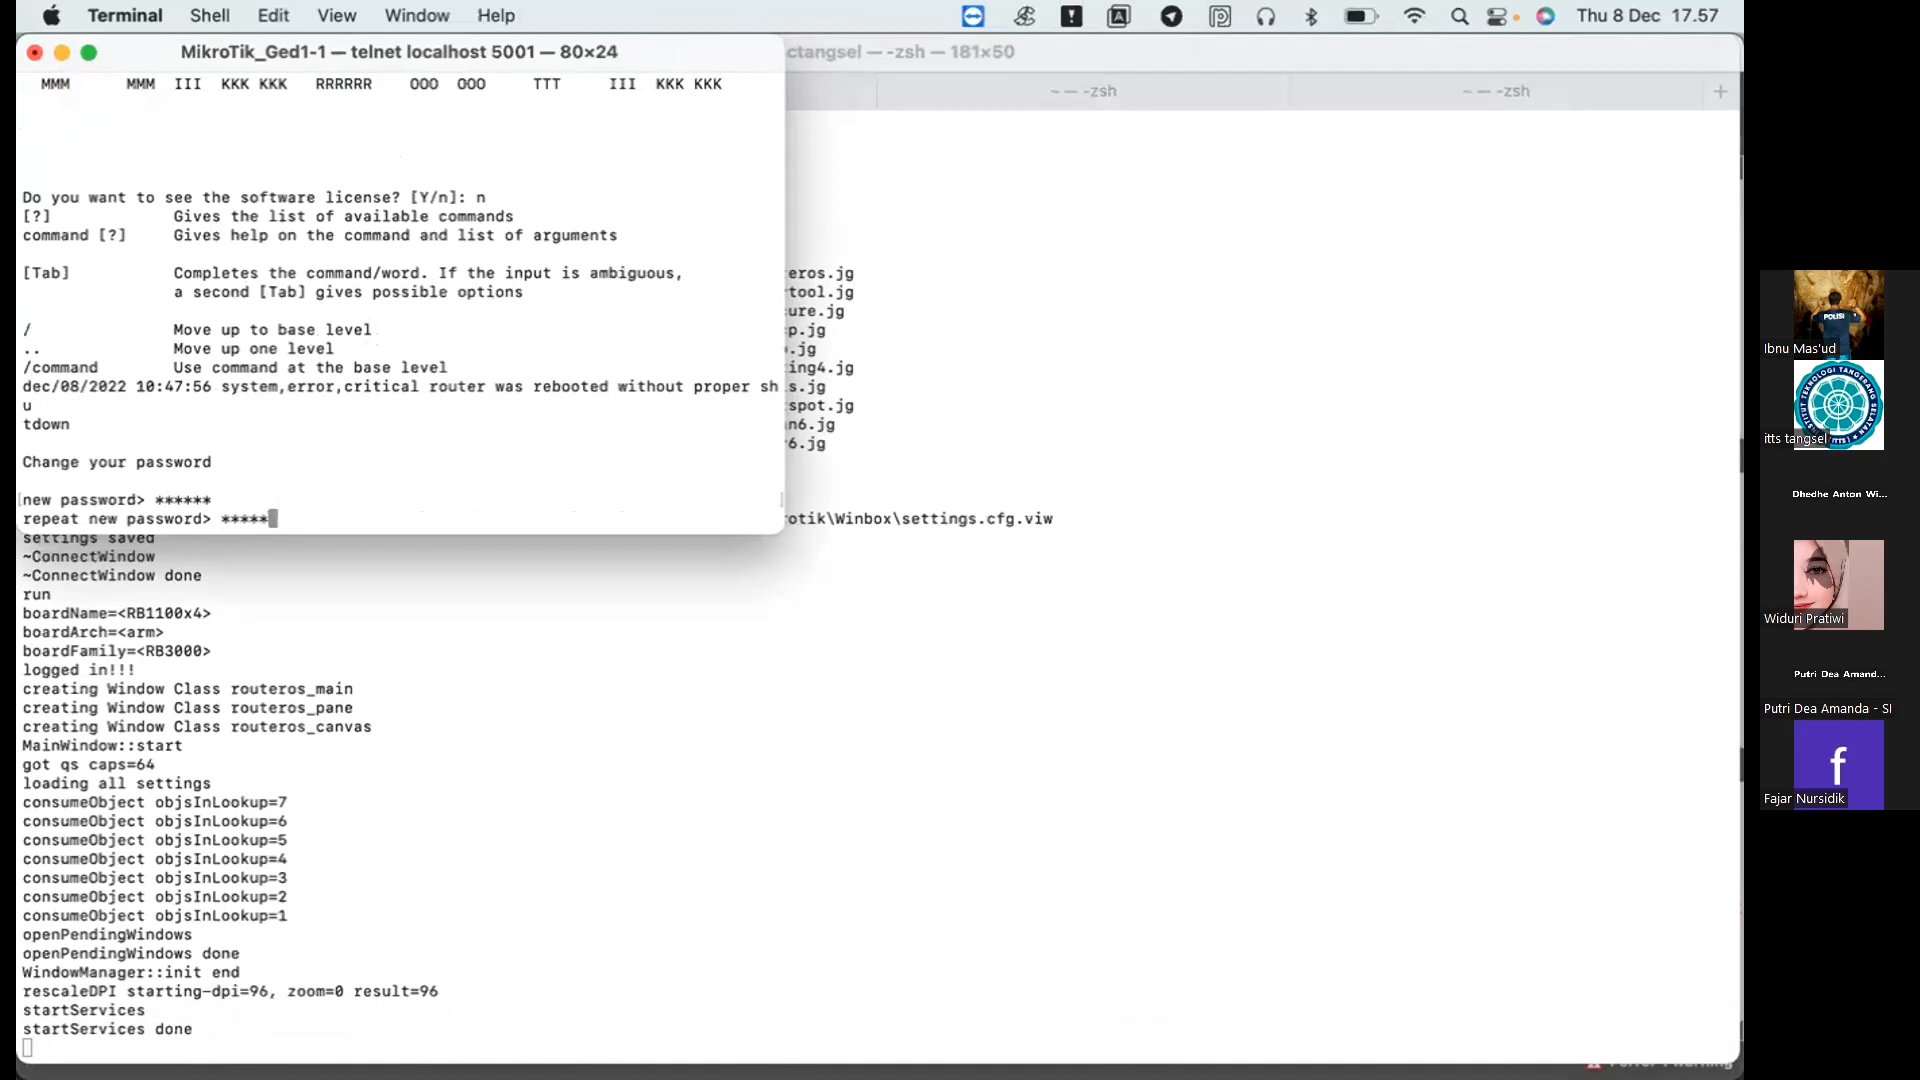 Terminal Shell Edit View Window Help Thu 8 Dec 17.57
MikroTik_Ged1-1 — telnet localhost 5001 — 80×24
ctangsel — -zsh — 181×50
~ — -zsh
~ — -zsh
MMM MMM III KKK KKK RRRRRR OOO OOO TTT III KKK KKK
Do you want to see the software license? [Y/n]: n
[?] Gives the list of available commands
command [?] Gives help on the command and list of arguments
[Tab] Completes the command/word. If the input is ambiguous,
a second [Tab] gives possible options
/ Move up to base level
.. Move up one level
/command Use command at the base level
dec/08/2022 10:47:56 system,error,critical router was rebooted without proper sh
u
tdown
Change your password
new password> ******
repeat new password> *****
eros.jg
tool.jg
ure.jg
p.jg
.jg
ing4.jg
s.jg
spot.jg
n6.jg
6.jg
otik\Winbox\settings.cfg.viw
settings saved
~ConnectWindow
~ConnectWindow done
run
boardName=<RB1100x4>
boardArch=<arm>
boardFamily=<RB3000>
logged in!!!
creating Window Class routeros_main
creating Window Class routeros_pane
creating Window Class routeros_canvas
MainWindow::start
got qs caps=64
loading all settings
consumeObject objsInLookup=7
consumeObject objsInLookup=6
consumeObject objsInLookup=5
consumeObject objsInLookup=4
consumeObject objsInLookup=3
consumeObject objsInLookup=2
consumeObject objsInLookup=1
openPendingWindows
openPendingWindows done
WindowManager::init end
rescaleDPI starting-dpi=96, zoom=0 result=96
startServices
startServices done
POLISI
Ibnu Mas'ud
INSTITUT TEKNOLOGI TANGERANG SELATAN
itts tangsel
Dhedhe Anton Wi...
Widuri Pratiwi
Putri Dea Amand...
Putri Dea Amanda - SI
f
Fajar Nursidik